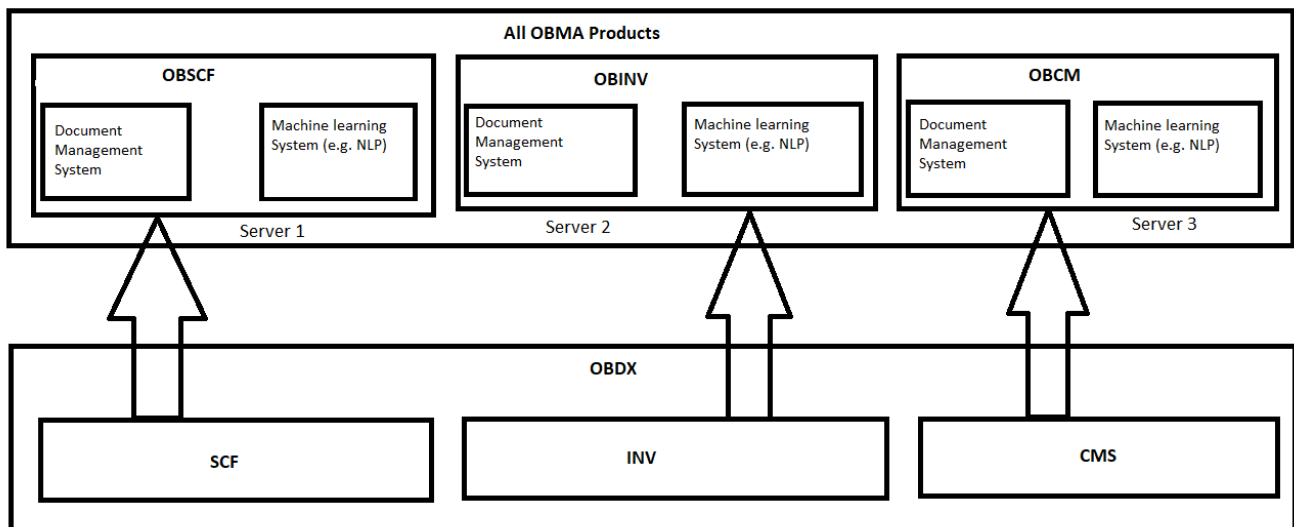 All OBMA Products
OBSCF
Document
Management
System
Machine learning
System (e.g. NLP)
Server 1
OBINV
Document
Management
System
Machine learning
System (e.g. NLP)
Server 2
OBCM
Document
Management
System
Machine learning
System (e.g. NLP)
Server 3
OBDX
SCF
INV
CMS